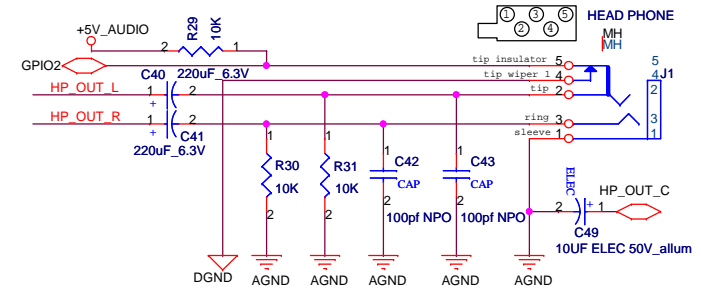 1 3 5
2 4
HEAD PHONE
+5V_AUDIO
R29
10K
MH
MH
2 1
GPIO2
tip insulator 5
5
tip wiper 1 4
4 J1
C40
220uF_6.3V
HP_OUT_L
1 2
+
tip 2
2
HP_OUT_R
1 2
+
ring 3
3
C41
220uF_6.3V
sleeve 1
1
1 1 1 1
R30
10K
R31
10K
C42
CAP
C43
CAP
ELEC
HP_OUT_C
2 + 1
2 2 2 2
100pf NPO
100pf NPO
C49
10UF ELEC 50V_allum
DGND
AGND
AGND
AGND
AGND
AGND